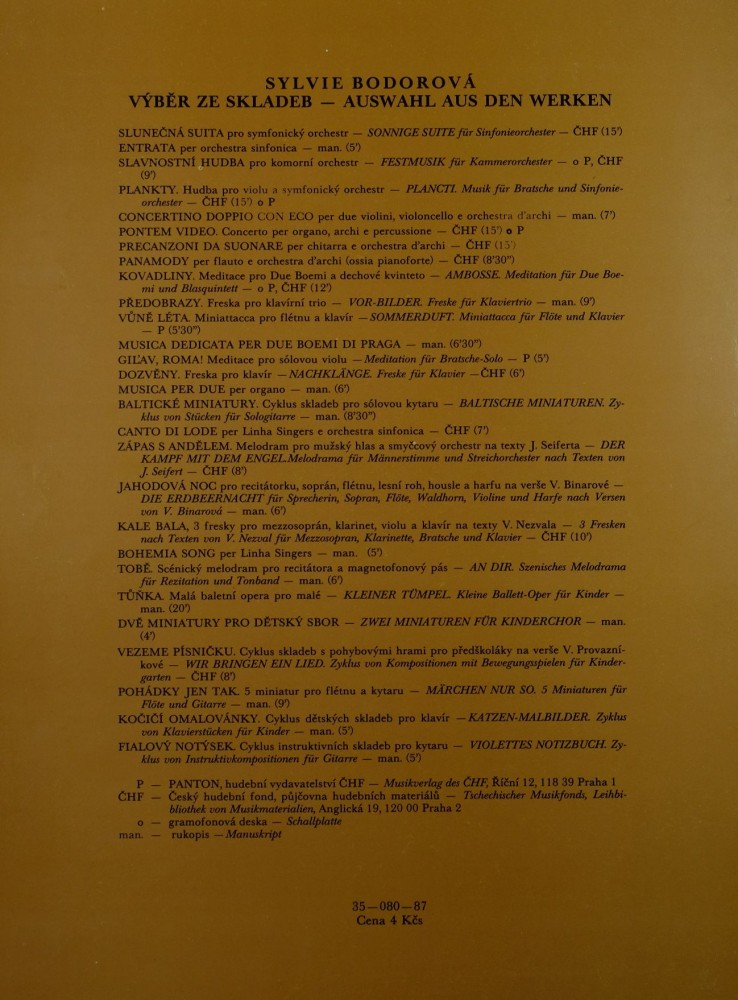 SYLVIE BODOROVÁ
VÝBĚR ZE SKLADEB — AUSWAHL AUS DEN WERKEN
SLUNEČNÁ SUITA pro symfonický orchestr — SONNIGE SUITE für Sinfonieorchester — ČHF (15′)
ENTRATA per orchestra sinfonica — man. (5′)
SLAVNOSTNÍ HUDBA pro komorní orchestr — FESTMUSIK für Kammerorchester — o P, ČHF
(9′)
PLANKTY. Hudba pro violu a symfonický orchestr — PLANCTI. Musik für Bratsche und Sinfonie-
orchester — ČHF (15′) o P
CONCERTINO DOPPIO CON ECO per due violini, violoncello e orchestra d'archi — man. (7′)
PONTEM VIDEO. Concerto per organo, archi e percussione — ČHF (15′) o P
PRECANZONI DA SUONARE per chitarra e orchestra d'archi — ČHF (15′)
PANAMODY per flauto e orchestra d'archi (ossia pianoforte) — ČHF (8′30″)
KOVADLINY. Meditace pro Due Boemi a dechové kvinteto — AMBOSSE. Meditation für Due Boe-
mi und Blasquintett — o P, ČHF (12′)
PŘEDOBRAZY. Freska pro klavírní trio — VOR-BILDER. Freske für Klaviertrio — man. (9′)
VŮNĚ LÉTA. Miniattacca pro flétnu a klavír — SOMMERDUFT. Miniattacca für Flöte und Klavier
— P (5′30″)
MUSICA DEDICATA PER DUE BOEMI DI PRAGA — man. (6′30″)
GIĽAV, ROMA! Meditace pro sólovou violu — Meditation für Bratsche-Solo — P (5′)
DOZVĚNY. Freska pro klavír — NACHKLÄNGE. Freske für Klavier — ČHF (6′)
MUSICA PER DUE per organo — man. (6′)
BALTICKÉ MINIATURY. Cyklus skladeb pro sólovou kytaru — BALTISCHE MINIATUREN. Zy-
klus von Stücken für Sologitarre — man. (8′30″)
CANTO DI LODE per Linha Singers e orchestra sinfonica — ČHF (7′)
ZÁPAS S ANDĚLEM. Melodram pro mužský hlas a smyčcový orchestr na texty J. Seiferta — DER
KAMPF MIT DEM ENGEL.Melodrama für Männerstimme und Streichorchester nach Texten von
J. Seifert — ČHF (8′)
JAHODOVÁ NOC pro recitátorku, soprán, flétnu, lesní roh, housle a harfu na verše V. Binarové —
DIE ERDBEERNACHT für Sprecherin, Sopran, Flöte, Waldhorn, Violine und Harfe nach Versen
von V. Binarová — man. (6′)
KALE BALA, 3 fresky pro mezzosoprán, klarinet, violu a klavír na texty V. Nezvala — 3 Fresken
nach Texten von V. Nezval für Mezzosopran, Klarinette, Bratsche und Klavier — ČHF (10′)
BOHEMIA SONG per Linha Singers — man. (5′)
TOBĚ. Scénický melodram pro recitátora a magnetofonový pás — AN DIR. Szenisches Melodrama
für Rezitation und Tonband — man. (6′)
TŮŇKA. Malá baletní opera pro malé — KLEINER TÜMPEL. Kleine Ballett-Oper für Kinder —
man. (20′)
DVĚ MINIATURY PRO DĚTSKÝ SBOR — ZWEI MINIATUREN FÜR KINDERCHOR — man.
(4′)
VEZEME PÍSNIČKU. Cyklus skladeb s pohybovými hrami pro předškoláky na verše V. Provazní-
kové — WIR BRINGEN EIN LIED. Zyklus von Kompositionen mit Bewegungsspielen für Kinder-
garten — ČHF (8′)
POHÁDKY JEN TAK. 5 miniatur pro flétnu a kytaru — MÄRCHEN NUR SO. 5 Miniaturen für
Flöte und Gitarre — man. (9′)
KOČIČÍ OMALOVÁNKY. Cyklus dětských skladeb pro klavír — KATZEN-MALBILDER. Zyklus
von Klavierstücken für Kinder — man. (5′)
FIALOVÝ NOTÝSEK. Cyklus instruktivních skladeb pro kytaru — VIOLETTES NOTIZBUCH. Zy-
klus von Instruktivkompositionen für Gitarre — man. (5′)
P — PANTON, hudební vydavatelství ČHF — Musikverlag des ČHF, Říční 12, 118 39 Praha 1
ČHF — Český hudební fond, půjčovna hudebních materiálů — Tschechischer Musikfonds, Leihbi-
bliothek von Musikmaterialien, Anglická 19, 120 00 Praha 2
o — gramofonová deska — Schallplatte
man. — rukopis — Manuskript
35—080—87
Cena 4 Kčs